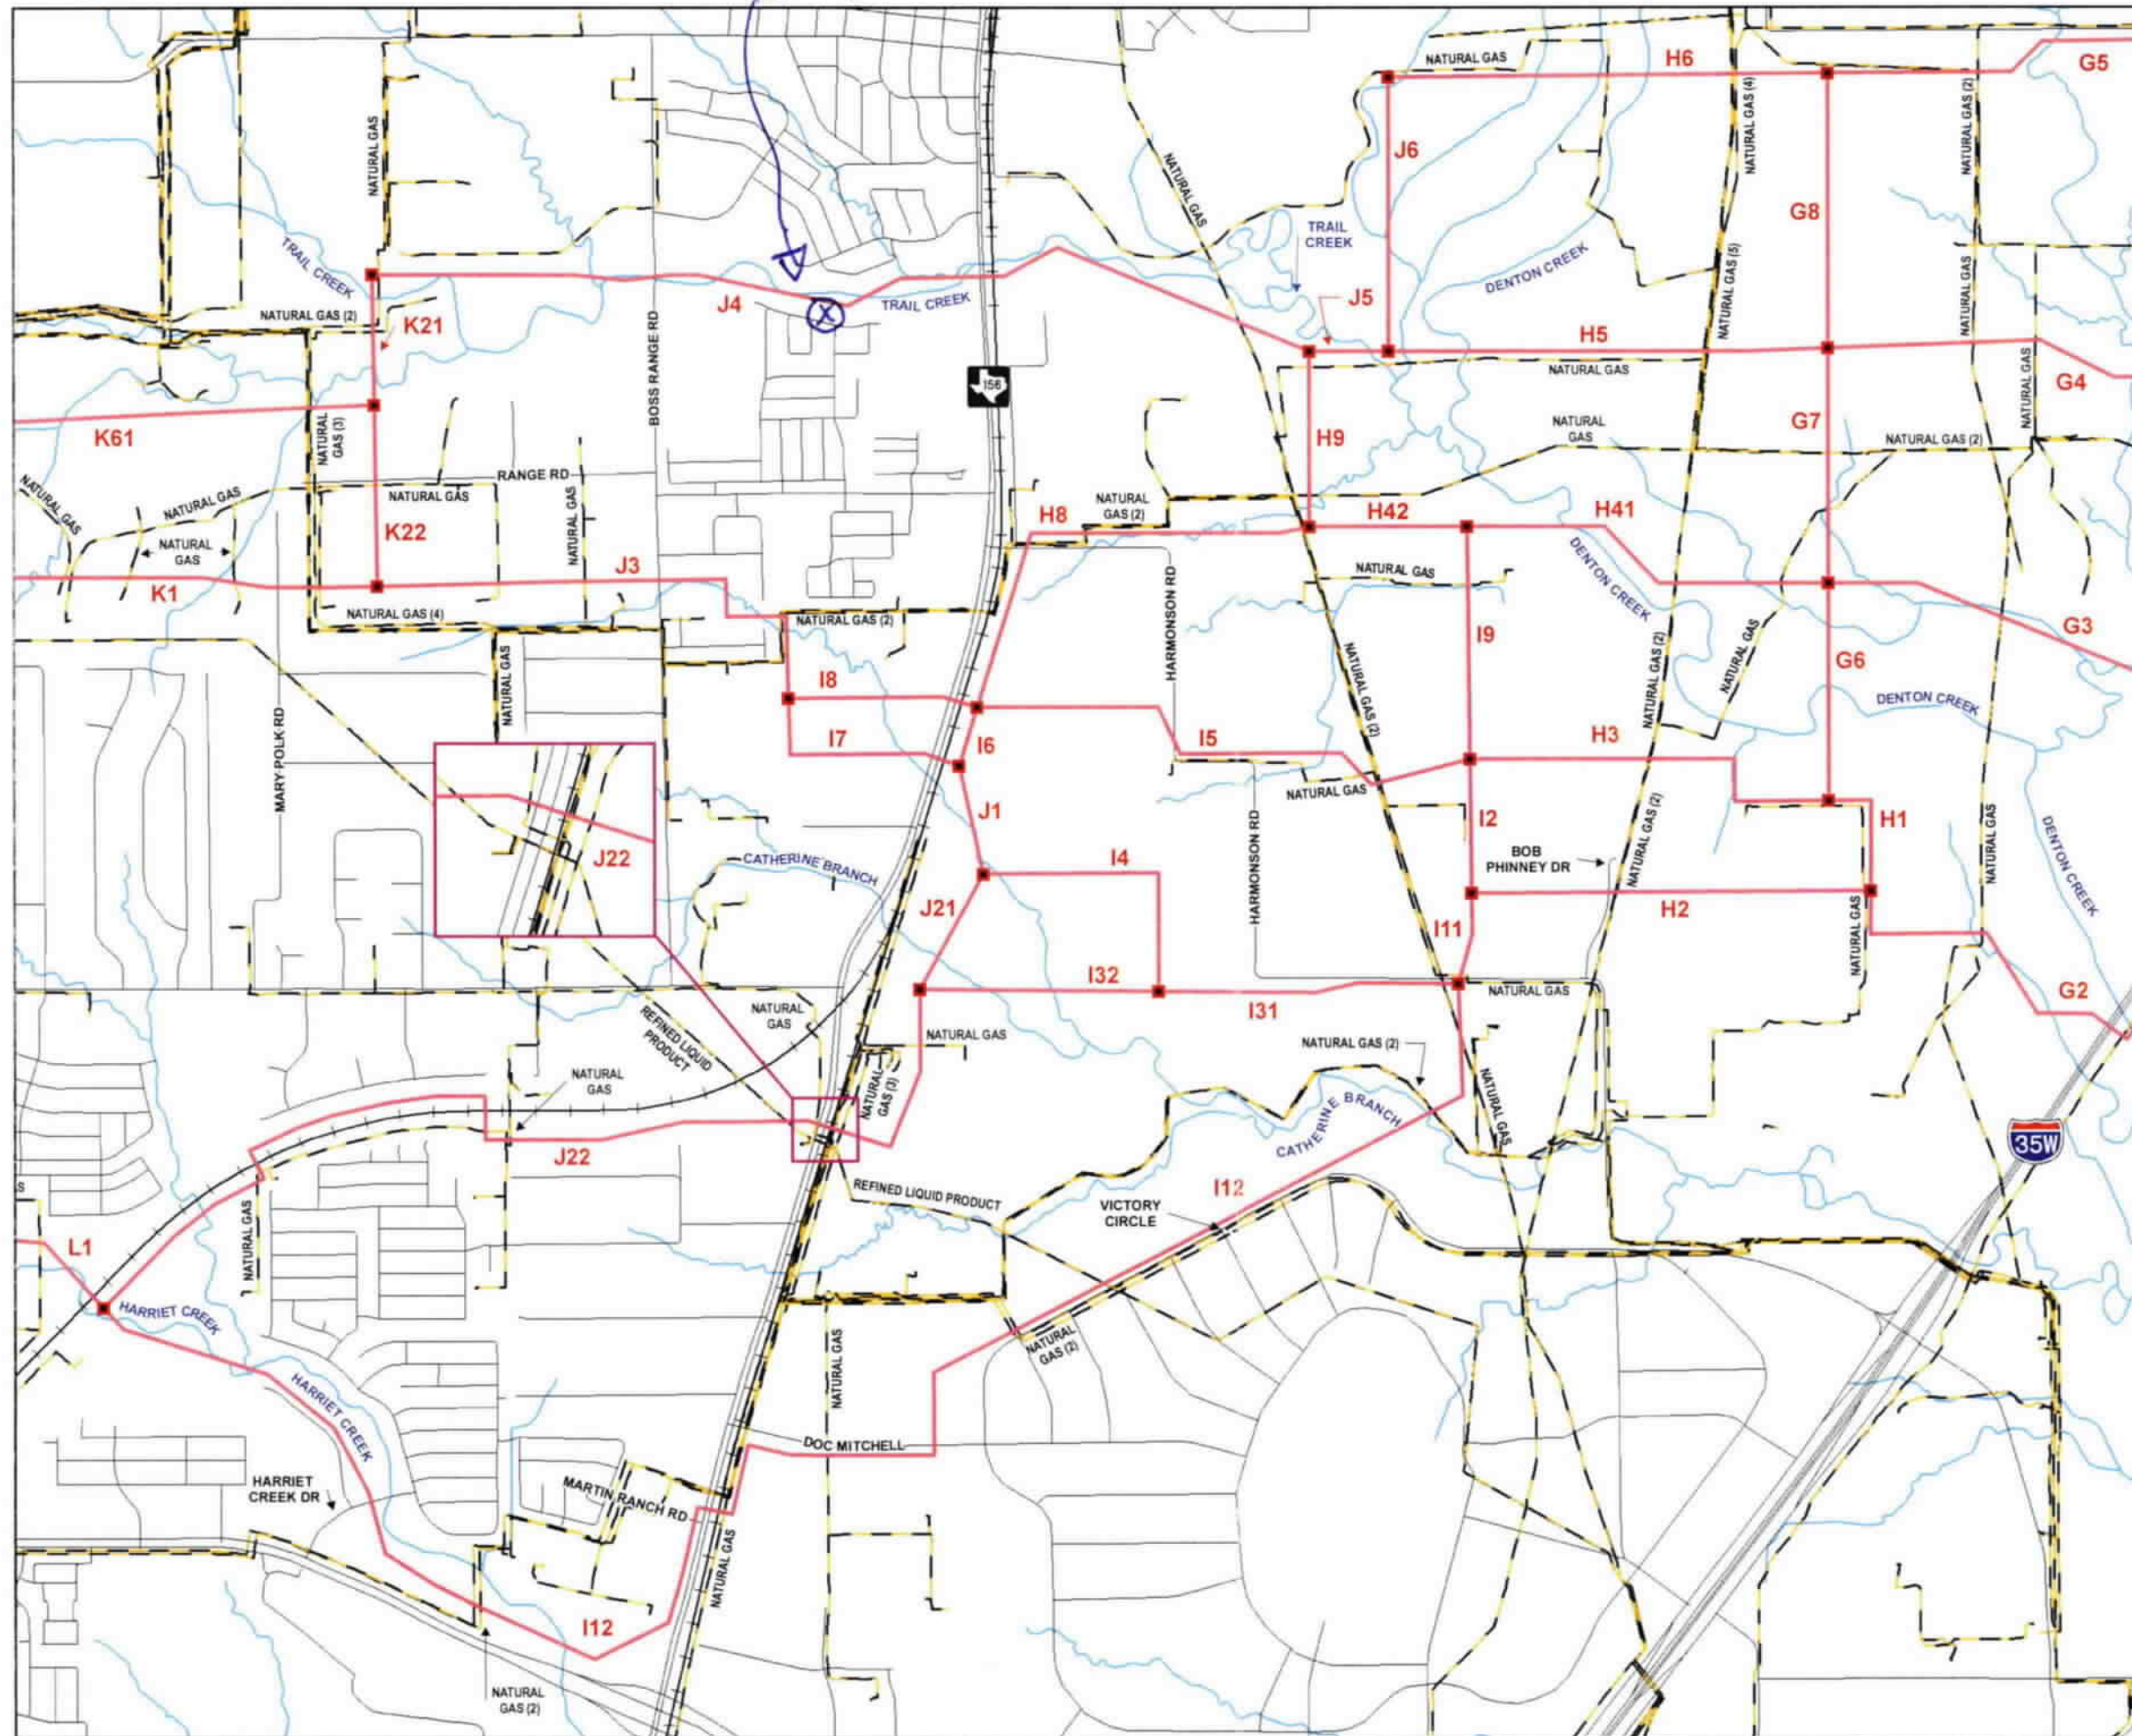 NATURAL GAS
H6
G5
NATURAL GAS (4)
NATURAL GAS (2)
NATURAL GAS
J6
NATURAL GAS
G8
TRAIL CREEK
TRAIL
CREEK
DENTON CREEK
NATURAL GAS (5)
NATURAL GAS
J4
X
TRAIL CREEK
J5
NATURAL GAS (2)
K21
H5
NATURAL GAS
BOSS RANGE RD
156
NATURAL GAS
G4
K61
NATURAL
GAS (3)
H9
NATURAL
GAS
G7
NATURAL GAS (2)
RANGE RD
NATURAL GAS
NATURAL GAS
NATURAL GAS
NATURAL GAS
K22
NATURAL
GAS
NATURAL
GAS (2)
H8
H42
H41
K1
J3
NATURAL GAS
DENTON CREEK
HARMONSON RD
NATURAL GAS (4)
NATURAL GAS (2)
I9
G3
NATURAL GAS
I8
NATURAL GAS (2)
NATURAL GAS (2)
NATURAL GAS
G6
DENTON CREEK
MARY POLK RD
I7
I6
I5
H3
NATURAL GAS
J1
I2
H1
J22
CATHERINE BRANCH
I4
HARMONSON RD
BOB
PHINNEY DR
NATURAL GAS (2)
NATURAL GAS
DENTON CREEK
J21
I11
H2
NATURAL GAS
I32
I31
NATURAL GAS
G2
REFINED LIQUID
PRODUCT
NATURAL
GAS
NATURAL GAS
NATURAL GAS (2)
NATURAL
GAS
NATURAL
GAS (3)
NATURAL GAS
CATHERINE BRANCH
35W
J22
S
REFINED LIQUID PRODUCT
VICTORY
CIRCLE
I12
L1
NATURAL GAS
HARRIET CREEK
NATURAL GAS
NATURAL
GAS (2)
HARRIET CREEK
DOC MITCHELL
HARRIET
CREEK DR
MARTIN RANCH RD
NATURAL GAS
I12
NATURAL
GAS (2)